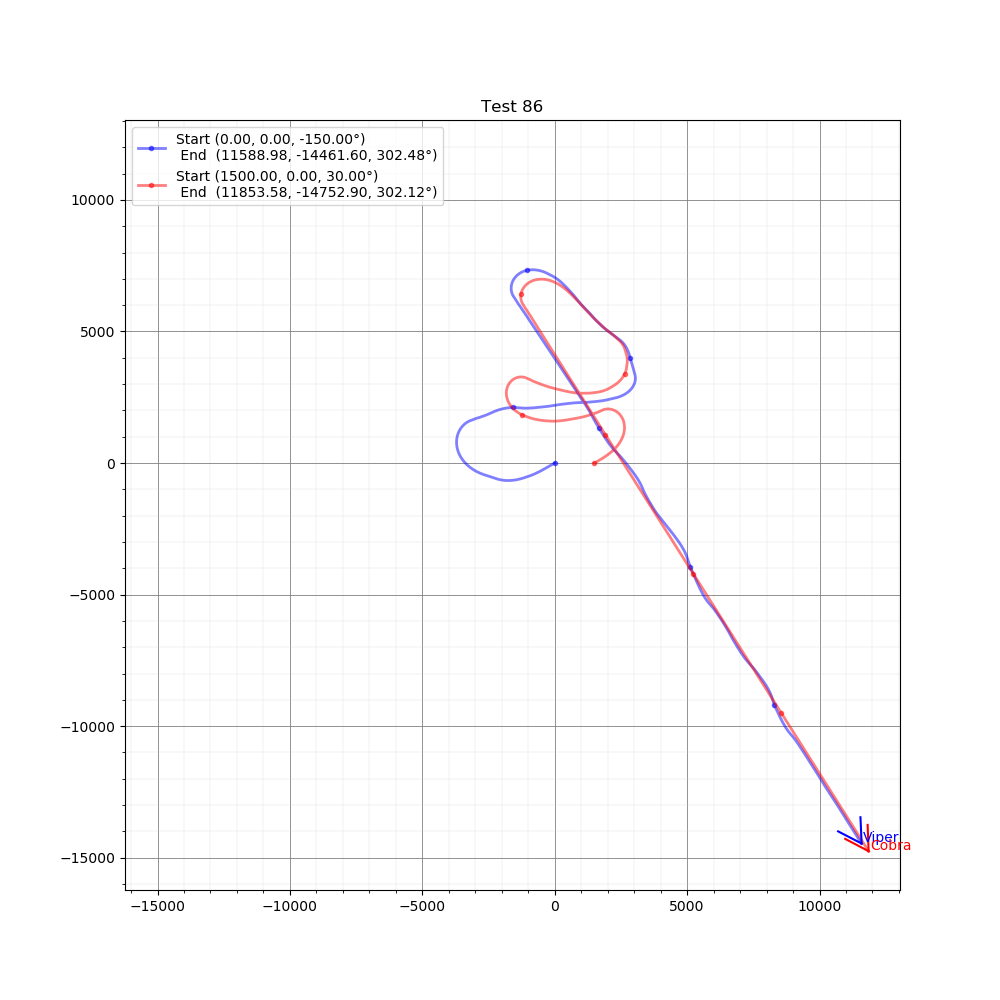 Test 86
Start (0.00, 0.00, -150.00°)
End (11588.98, -14461.60, 302.48°)
Start (1500.00, 0.00, 30.00°)
End (11853.58, -14752.90, 302.12°)
10000
5000
0
−5000
−10000
−15000
Viper
Cobra
−15000
−10000
−5000
0
5000
10000